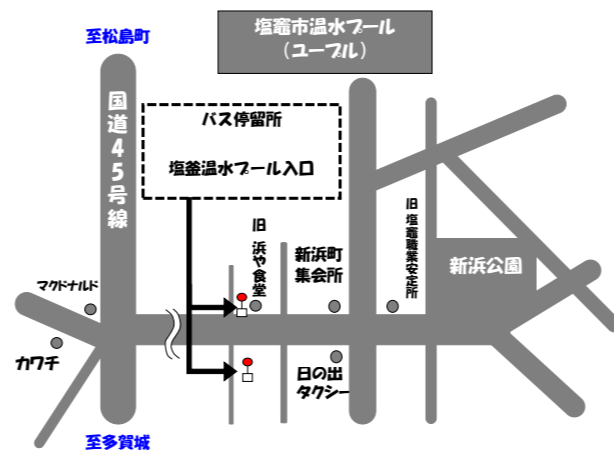 塩竈市温水プール
(ユープル)
至松島町
国道45号線
バス停留所
塩釜温水プール入口
旧 浜や食堂
新浜町
集会所
旧 塩竈職業安定所
新浜公園
マクドナルド
カワチ
日の出
タクシー
至多賀城